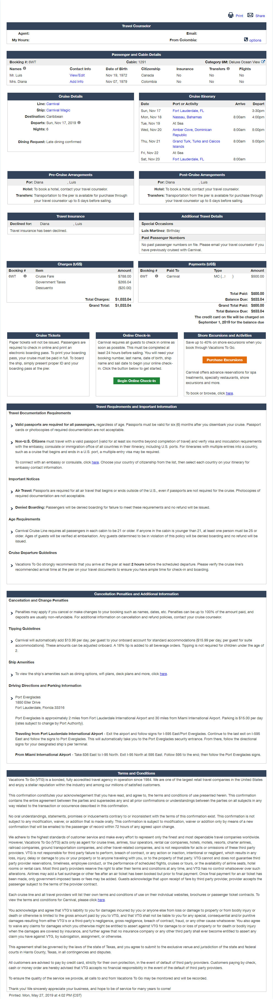 Print Share
Travel Counselor
Agent: Email:
My Hours: From Colombia: options
Passenger and Cabin Details
Booking #: 6WT Cabin: 1291 Category 6M: Deluxe Ocean View
Names Contact Info Date of Birth Citizenship Insurance Transfers Flights
Mr. Luis View/Edit Nov 19, 1972 Canada No No No
Mrs. Diana Add Info Nov 07, 1979 Colombia No No No
Cruise Details
Line: Carnival
Ship: Carnival Magic
Destination: Caribbean
Departs: Sun, Nov 17, 2019
Nights: 6
Dining Request: Late dining confirmed
Cruise Itinerary
Date Port or Activity Arrive Depart
Sun, Nov 17 Fort Lauderdale, FL 3:30pm
Mon, Nov 18 Nassau, Bahamas 8:00am 4:00pm
Tue, Nov 19 At Sea
Wed, Nov 20 Amber Cove, Dominican 8:00am 5:00pm
Republic
Thu, Nov 21 Grand Turk, Turks and Caicos 8:00am 5:00pm
Islands
Fri, Nov 22 At Sea
Sat, Nov 23 Fort Lauderdale, FL 8:00am
Pre-Cruise Arrangements
For: Diana , Luis
Hotel: To book a hotel, contact your travel counselor.
Transfers: Transportation to the pier is available for purchase through
your travel counselor up to 5 days before sailing.
Post-Cruise Arrangements
For: Diana , Luis
Hotel: To book a hotel, contact your travel counselor.
Transfers: Transportation from the pier is available for purchase through
your travel counselor up to 5 days before sailing.
Travel Insurance
Declined for: Diana , Luis
Travel insurance has been declined.
Additional Travel Details
Special Occasions
Luis Martinez: Birthday
Past Passenger Numbers
No past passenger numbers on file. Please email your travel counselor if you
have previously cruised with Carnival.
Charges (US$)
Booking # Item Amount
6WT Cruise Fare $788.00
Government Taxes $265.04
Descuento ($20.00)
Total Charges: $1,033.04
Grand Total: $1,033.04
Payments (US$)
Booking # Paid To Type Amount
6WT Carnival MC (... ) $500.00
Total Paid: $500.00
Balance Due: $533.04
Grand Total Paid: $500.00
Total Balance Due: $533.04
The credit card on file will be charged on
September 1, 2019 for the balance due
Cruise Tickets
Paper tickets will not be issued. Passengers are
required to check in online and print an
electronic boarding pass. To print your boarding
pass, your cruise must be paid in full. To board
the ship, simply present proper ID and your
boarding pass at the pier.
Online Check-in
Carnival requires all guests to check in online as
soon as possible. This must be completed at
least 24 hours before sailing. You will need your
booking number, last name, date of birth, ship
name and sail date to begin your online check-
in. Click the button below to get started.
Begin Online Check-In
Shore Excursions and Activities
Save up to 40% on shore excursions when you
book through Vacations To Go.
Purchase Excursions
Carnival offers advance reservations for spa
treatments, specialty restaurants, shore
excursions and more.
To book or browse, click here.
Travel Requirements and Important Information
Travel Documentation Requirements
Valid passports are required for all passengers, regardless of age. Passports must be valid for six (6) months after you disembark your cruise. Passport
cards or photocopies of required documentation are not acceptable.
Non-U.S. Citizens must travel with a valid passport (valid for at least six months beyond completion of travel) and verify visa and inoculation requirements
with the embassy, consulate or immigration office of all countries in their itinerary, including U.S. ports. For itineraries with multiple entries into a country,
such as a cruise that begins and ends in a U.S. port, a multiple-entry visa may be required.
To connect with an embassy or consulate, click here. Choose your country of citizenship from the list, then select each country on your itinerary for
embassy contact information.
Important Notices
Air Travel: Passports are required for all air travel that begins or ends outside of the U.S., even if passports are not required for the cruise. Photocopies of
required documentation are not acceptable.
Denied Boarding: Passengers will be denied boarding for failure to meet these requirements and no refund will be issued.
Age Requirements
Carnival Cruise Line requires all passengers in each cabin to be 21 or older. If anyone in the cabin is younger than 21, at least one person must be 25 or
older. Ages of guests will be verified at embarkation. Any guests determined to be in violation of this policy will be denied boarding and no refund will be
issued.
Cruise Departure Guidelines
Vacations To Go strongly recommends that you arrive at the pier at least 2 hours before the scheduled departure. Please verify the cruise line's
recommended arrival time at the pier on your travel documents to ensure you have ample time for check-in and boarding.
Cancellation Penalties and Additional Information
Cancellation and Change Penalties
Penalties may apply if you cancel or make changes to your booking such as names, dates, etc. Penalties can be up to 100% of the amount paid, and
deposits are usually non-refundable. For additional information on cancellation and refund policies, contact your cruise counselor.
Tipping Guidelines
Carnival will automatically add $13.99 per day, per guest to your onboard account for standard accommodations ($15.99 per day, per guest for suite
accommodations). These amounts can be adjusted onboard. A 18% tip is added to all beverage orders. Tipping is not required for children under the age of
2.
Ship Amenities
To view the ship's amenities such as dining options, wifi plans, deck plans and more, click here.
Driving Directions and Parking Information
Port Everglades
1850 Eller Drive
Fort Lauderdale, Florida 33316
Port Everglades is approximately 2 miles from Fort Lauderdale International Airport and 30 miles from Miami International Airport. Parking is $15.00 per day
(rates subject to change by Port Authority).
Traveling from Fort Lauderdale International Airport - Exit the airport and follow signs for I-595 East/Port Everglades. Continue to the last exit on I-595
East and follow the signs to Port Everglades. This will automatically take you to the Port Everglades security entrance. From there, follow the directional
signs for your designated ship's pier terminal.
From Miami International Airport - Take 836 East to I-95 North. Exit I-95 North at 595 East. Follow 595 to the end; then follow the Port Everglades signs.
Terms and Conditions
Vacations To Go (VTG) is a bonded, fully accredited travel agency in operation since 1984. We are one of the largest retail travel companies in the United States
and enjoy a stellar reputation within the industry and among our millions of satisfied customers.
This confirmation constitutes your acknowledgement that you have read, and agree to, the terms and conditions of use presented herein. This confirmation
contains the entire agreement between the parties and supersedes any and all prior confirmations or understandings between the parties on all subjects in any
way related to the transaction or occurrence described in this confirmation.
No oral understandings, statements, promises or inducements contrary to or inconsistent with the terms of this confirmation exist. This confirmation is not
subject to any modification, waiver, or addition that is made orally. This confirmation is subject to modification, waiver or addition only by means of a new
confirmation that will be emailed to the passenger of record within 72 hours of any agreed upon change.
We adhere to the highest standards of customer service and make every effort to represent only the finest and most dependable travel companies worldwide.
However, Vacations To Go (VTG) acts only as agent for cruise lines, airlines, tour operators, rental car companies, hotels, motels, resorts, charter airlines,
railroad companies, ground transportation companies, and other travel-related companies, and is not responsible for acts or omissions of these third party
providers. VTG is not responsible for third party failure to perform, breach of contract, or any action or inaction, intentional or negligent, which results in any
loss, injury, delay or damage to you or your property or to anyone traveling with you, or to the property of that party. VTG cannot and does not guarantee third
party provider reservations, timeliness, employee conduct, or the performance of scheduled flights, cruises or tours, or the availability of airline seats, hotel
rooms or rental cars. Most third party providers reserve the right to alter their terms and conditions at any time, and VTG has no control whatsoever over such
alterations. Airlines may add a fuel surcharge or other fee after an air ticket has been booked but prior to final payment. Once final payment for an air ticket has
been made, only government-imposed taxes or fees may be added. Guests acknowledge that upon receipt of fare by third party provider, provider accepts the
passenger subject to the terms of the provider contract.
Each cruise line and all travel providers will list their own terms and conditions of use on their individual websites, brochures or passenger ticket contracts. To
view the terms and conditions for Carnival, please click here.
You acknowledge and agree that VTG's liability to you for damages incurred by you or anyone else from loss or damage to property or from bodily injury or
death or otherwise is limited to the gross amount paid by you to VTG, and that VTG shall not be liable to you for any special, consequential and/or punitive
damages resulting from either VTG's or a third-party's negligence, gross negligence, breach of contract, fraud, or any other cause whatsoever. You also agree
to waive any claims for damages which you otherwise might be entitled to assert against VTG for damage to or loss of property or for death or bodily injury
when the damages are covered by insurance, and further agree that no insurance company or any other third party shall ever become entitled to assert any
claim you have against VTG, by subrogation, assignment, or otherwise.
This agreement shall be governed by the laws of the state of Texas, and you agree to submit to the exclusive venue and jurisdiction of the state and federal
courts in Harris County, Texas, in all contingencies and disputes.
All customers are advised to pay by credit card, strictly for their own protection, in the event of default of third party providers. Customers paying by check,
cash or money order are hereby advised that VTG accepts no financial responsibility in the event of the default of third party providers.
To ensure the quality of the service we provide, all calls to and from Vacations To Go may be monitored and will be recorded.
Thank you! We sincerely appreciate your business, and hope to be of service for many years to come!
Printed: Mon, May 27, 2019 at 4:02 PM (CST)